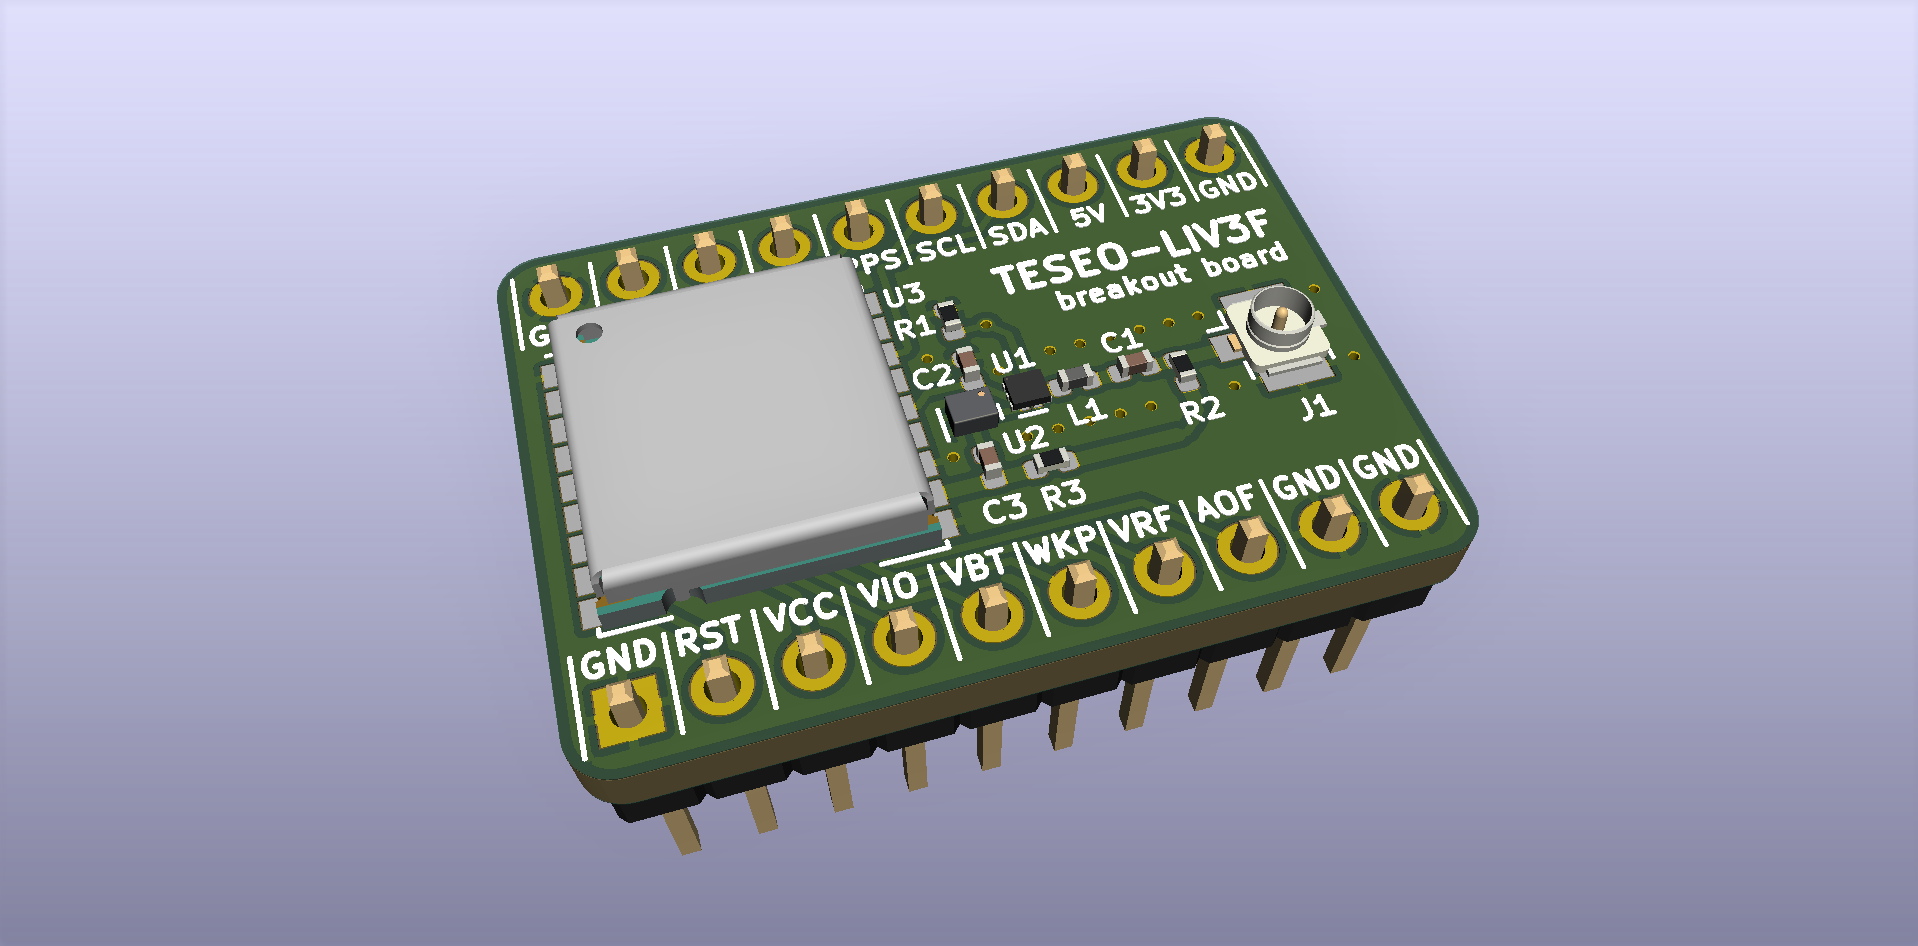 SCL
SDA
5V
3V3
GND
TESEO-LIV3F
breakout board
U3
R1
C2
U1
C1
L1
R2
J1
U2
C3
R3
GND
RST
VCC
VIO
VBT
WKP
VRF
AOF
GND
GND